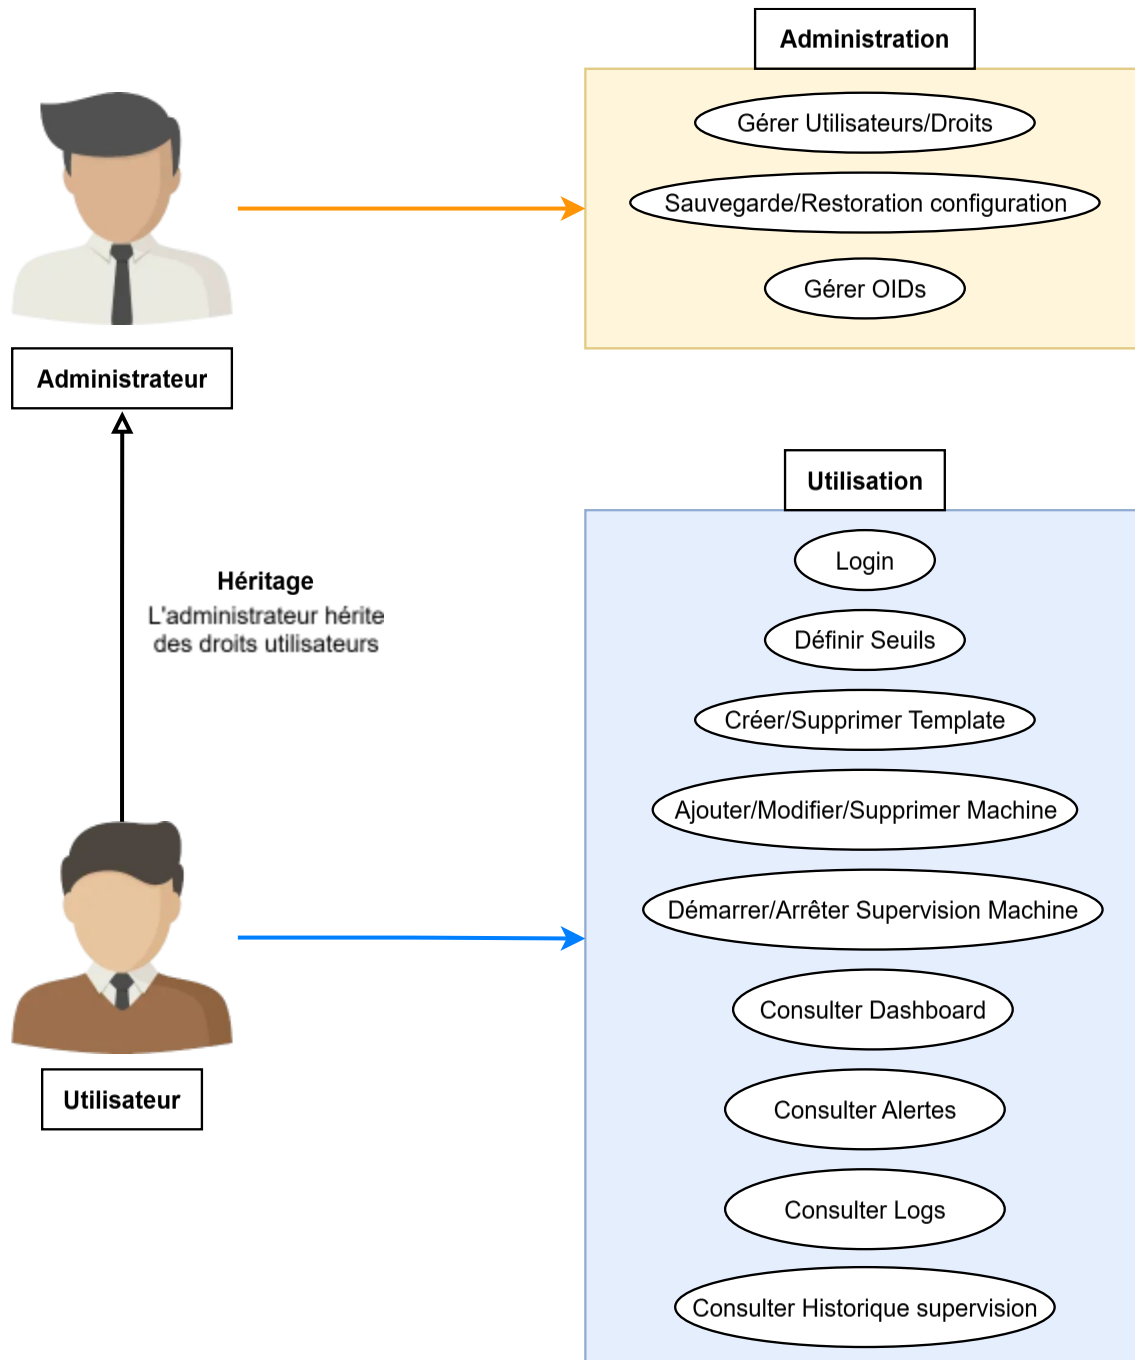 Administration
Gérer Utilisateurs/Droits
Sauvegarde/Restoration configuration
Gérer OIDs
Administrateur
Héritage
L'administrateur hérite
des droits utilisateurs
Utilisateur
Utilisation
Login
Définir Seuils
Créer/Supprimer Template
Ajouter/Modifier/Supprimer Machine
Démarrer/Arrêter Supervision Machine
Consulter Dashboard
Consulter Alertes
Consulter Logs
Consulter Historique supervision